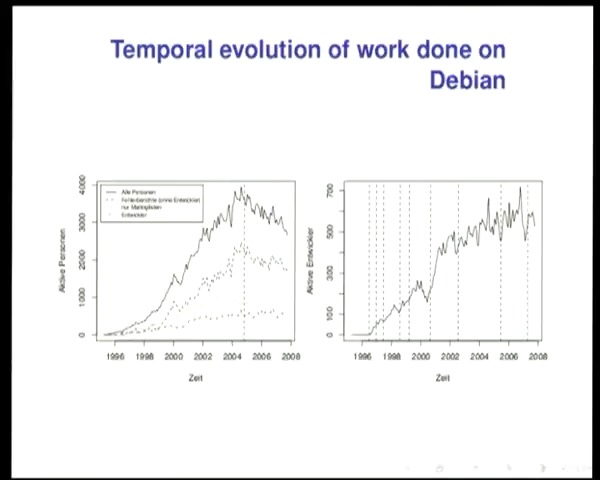 Temporal evolution of work done on
Debian
Alle Personen
Fehlerberichte (ohne Entwickler)
nur Mailinglisten
Entwickler
Aktive Personen
4000
3000
2000
1000
0
1996 1998 2000 2002 2004 2006 2008
Zeit
Aktive Entwickler
700
500
300
100
0
1996 1998 2000 2002 2004 2006 2008
Zeit